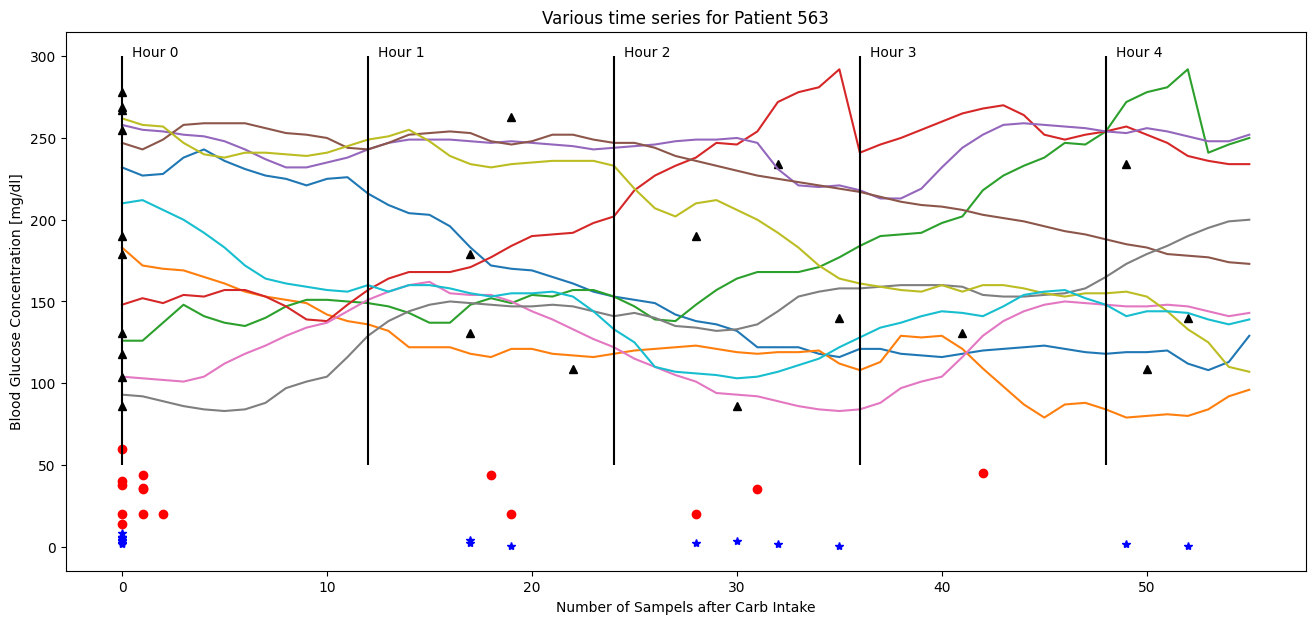 Various time series for Patient 563
Hour 0 Hour 1 Hour 2 Hour 3 Hour 4
Blood Glucose Concentration [mg/dl]
300
250
200
150
100
50
0
0 10 20 30 40 50
Number of Sampels after Carb Intake